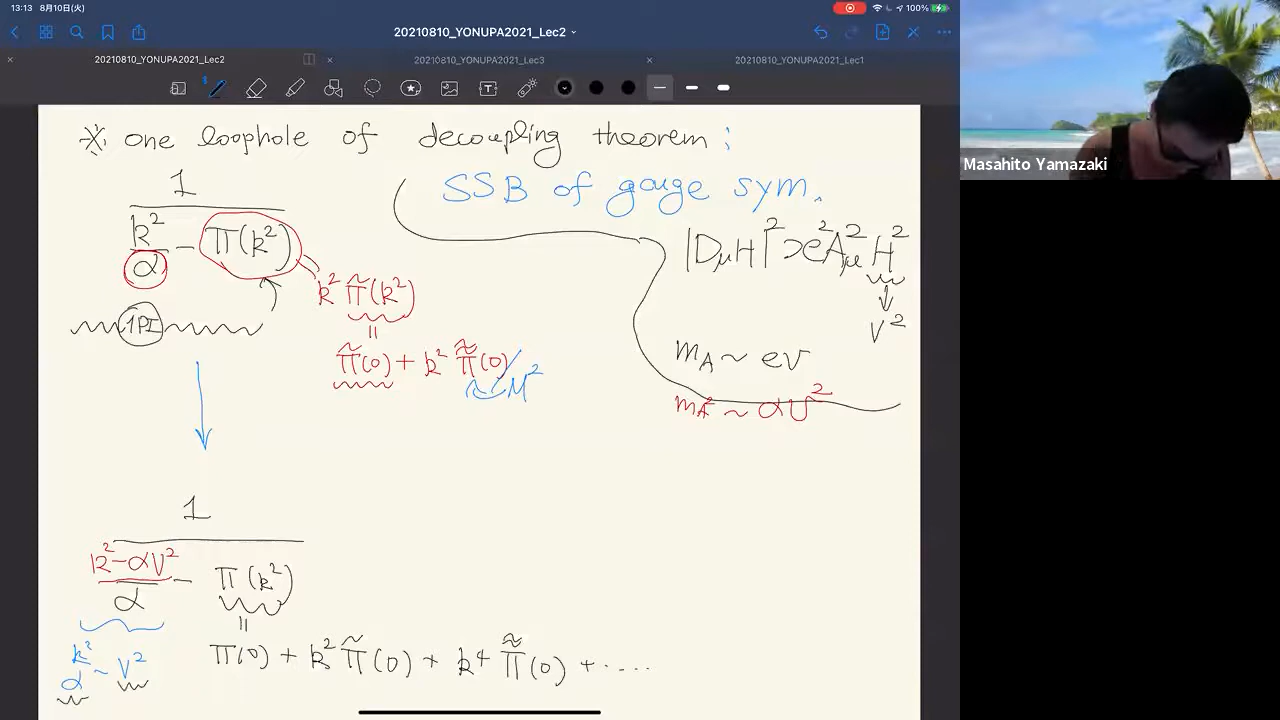 13:13 8月10日(火)
100%
20210810_YONUPA2021_Lec2
20210810_YONUPA2021_Lec2
20210810_YONUPA2021_Lec3
20210810_YONUPA2021_Lec1
※ one loophole of decoupling theorem :
SSB of gauge sym.
1
k²/α − Π(k²)
k² Π̃(k²)
1PI
=
Π̃(0) + k² Π̃̃(0)/M²
|DμH|² > e²Aμ²H²
↓
v²
mA ~ ev
mA² ~ αv²
1
k²−αv²/α − Π(k²)
=
k²/α ~ v²
Π(0) + k² Π̃(0) + k⁴ Π̃̃(0) + .....
Masahito Yamazaki